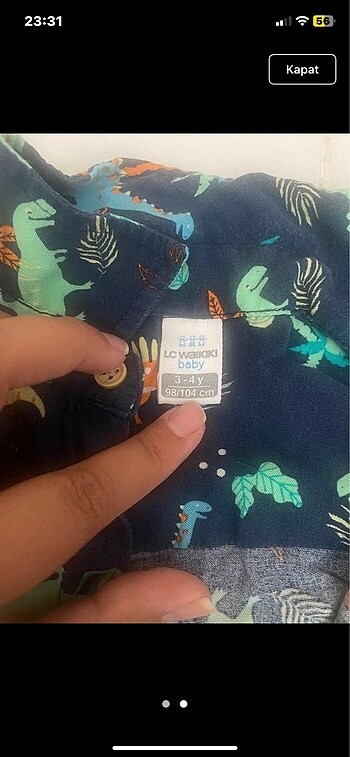 23:31
56
Kapat
LC WAIKIKI
baby
3 - 4 y
98/104 cm